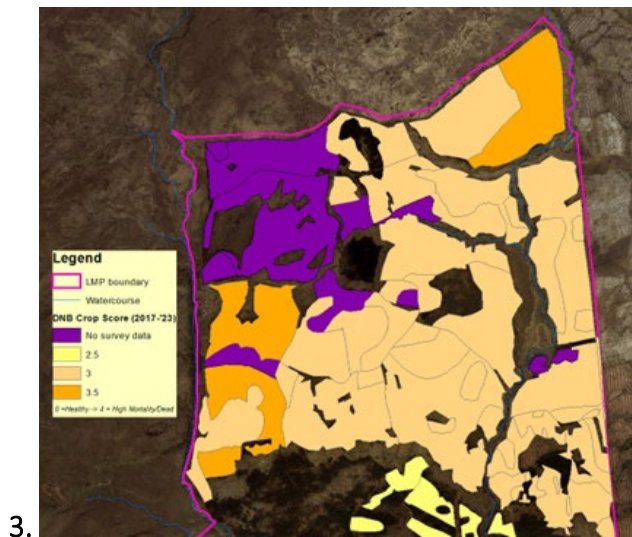 Legend
LMP boundary
Watercourse
DNB Crop Score (2017-'23)
No survey data
2.5
3
3.5
0 =Healthy -> 4 = High Mortality/Dead
3.